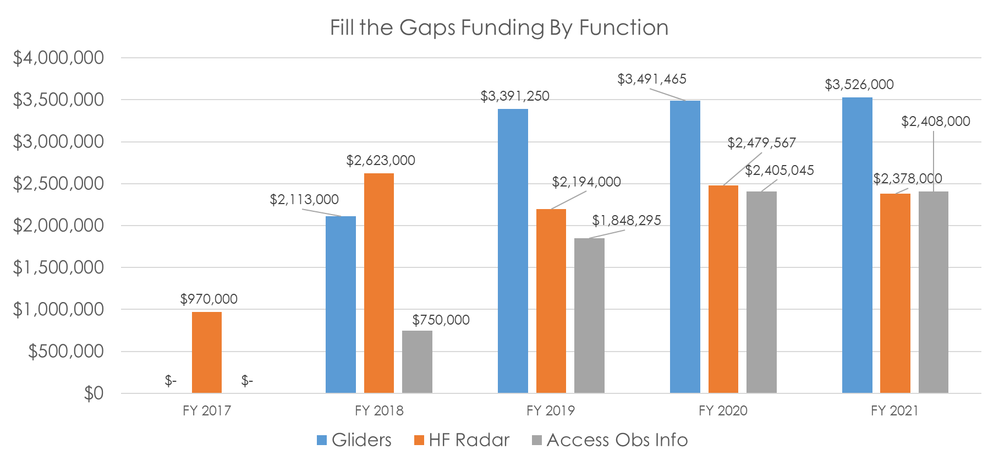 Fill the Gaps Funding By Function
$4,000,000
$3,500,000
$3,000,000
$2,500,000
$2,000,000
$1,500,000
$1,000,000
$500,000
$0
$-
$970,000
$-
$2,113,000
$2,623,000
$750,000
$3,391,250
$2,194,000
$1,848,295
$3,491,465
$2,479,567
$2,405,045
$3,526,000
$2,378,000
$2,408,000
FY 2017
FY 2018
FY 2019
FY 2020
FY 2021
Gliders
HF Radar
Access Obs Info